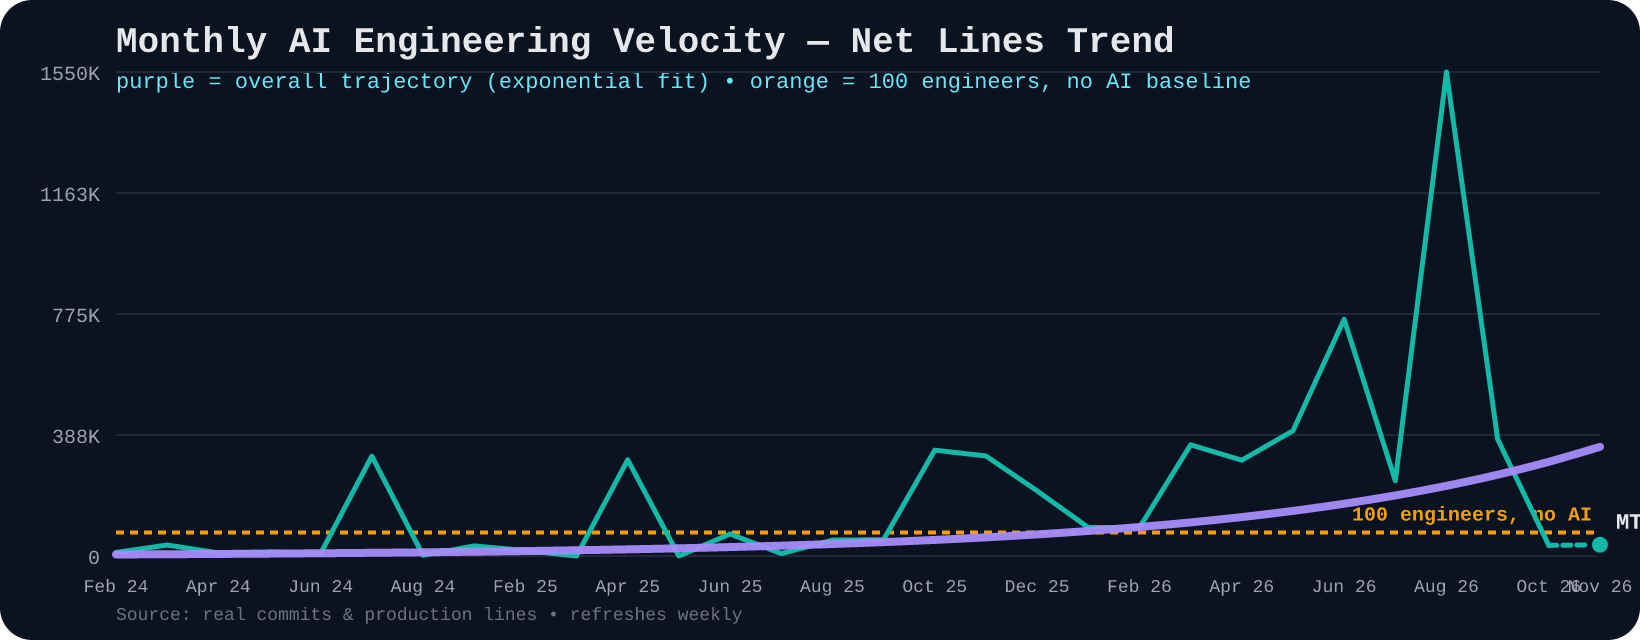 Monthly AI Engineering Velocity — Net Lines Trend
1550K
purple = overall trajectory (exponential fit) • orange = 100 engineers, no AI baseline
1163K
775K
388K
100 engineers, no AI
MT
0
Feb 24 Apr 24 Jun 24 Aug 24 Feb 25 Apr 25 Jun 25 Aug 25 Oct 25 Dec 25 Feb 26 Apr 26 Jun 26 Aug 26 Oct 26 Nov 26
Source: real commits & production lines • refreshes weekly